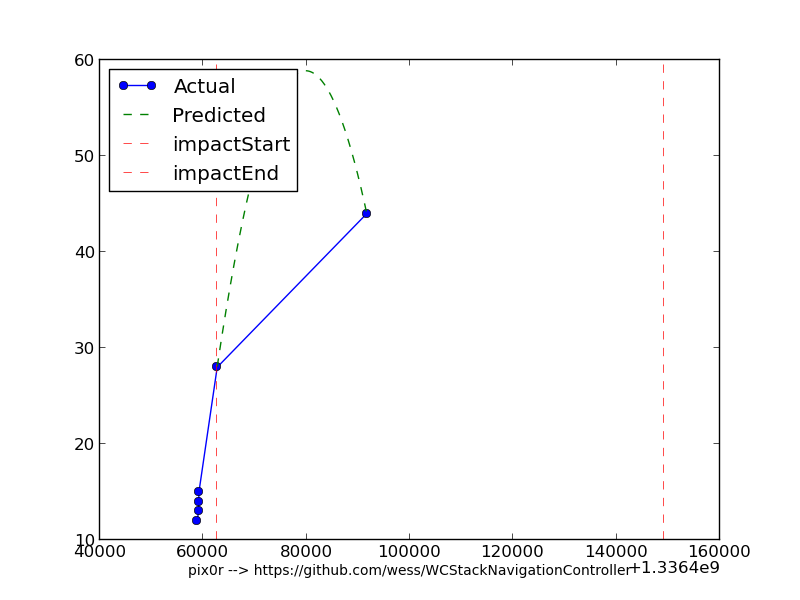 60
Actual
Predicted
impactStart
impactEnd
50
40
30
20
10
40000 60000 80000 100000 120000 140000 160000
pix0r --> https://github.com/wess/WCStackNavigationController
+1.3364e9